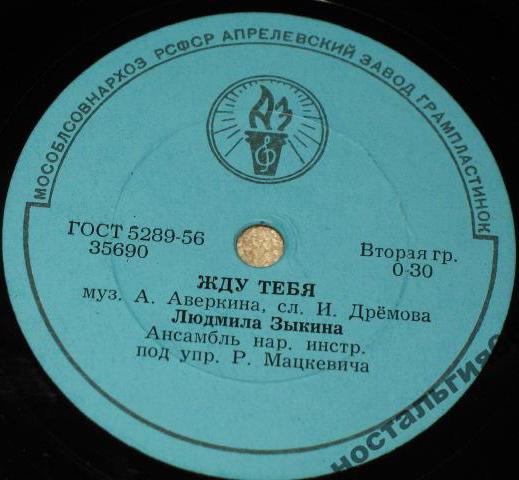 МОСОБЛСОВНАРХОЗ РСФСР АПРЕЛЕВСКИЙ ЗАВОД ГРАМПЛАСТИНОК
АЗ
ГОСТ 5289-56
35690
Вторая гр.
0-30
ЖДУ ТЕБЯ
муз. А. Аверкина, сл. И. Дрёмова
Людмила Зыкина
Ансамбль нар. инстр.
под упр. Р. Мацкевича